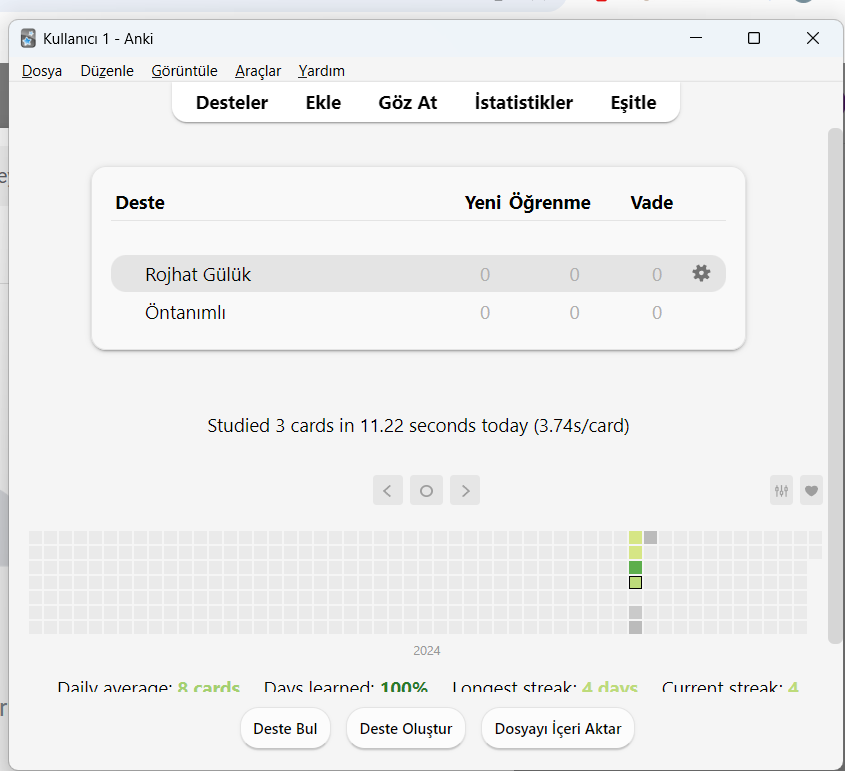 Kullanıcı 1 - Anki
Dosya Düzenle Görüntüle Araçlar Yardım
Desteler Ekle Göz At İstatistikler Eşitle
Deste Yeni Öğrenme Vade
Rojhat Gülük 0 0 0
Öntanımlı 0 0 0
Studied 3 cards in 11.22 seconds today (3.74s/card)
2024
Daily average: 8 cards Days learned: 100% Longest streak: 4 days Current streak: 4
Deste Bul Deste Oluştur Dosyayı İçeri Aktar